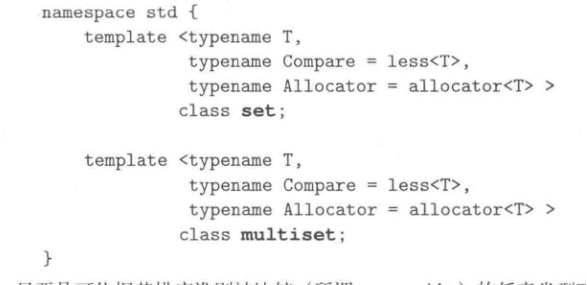 namespace std {
    template <typename T,
              typename Compare = less<T>,
              typename Allocator = allocator<T> >
             class set;
    template <typename T,
              typename Compare = less<T>,
              typename Allocator = allocator<T> >
             class multiset;
}